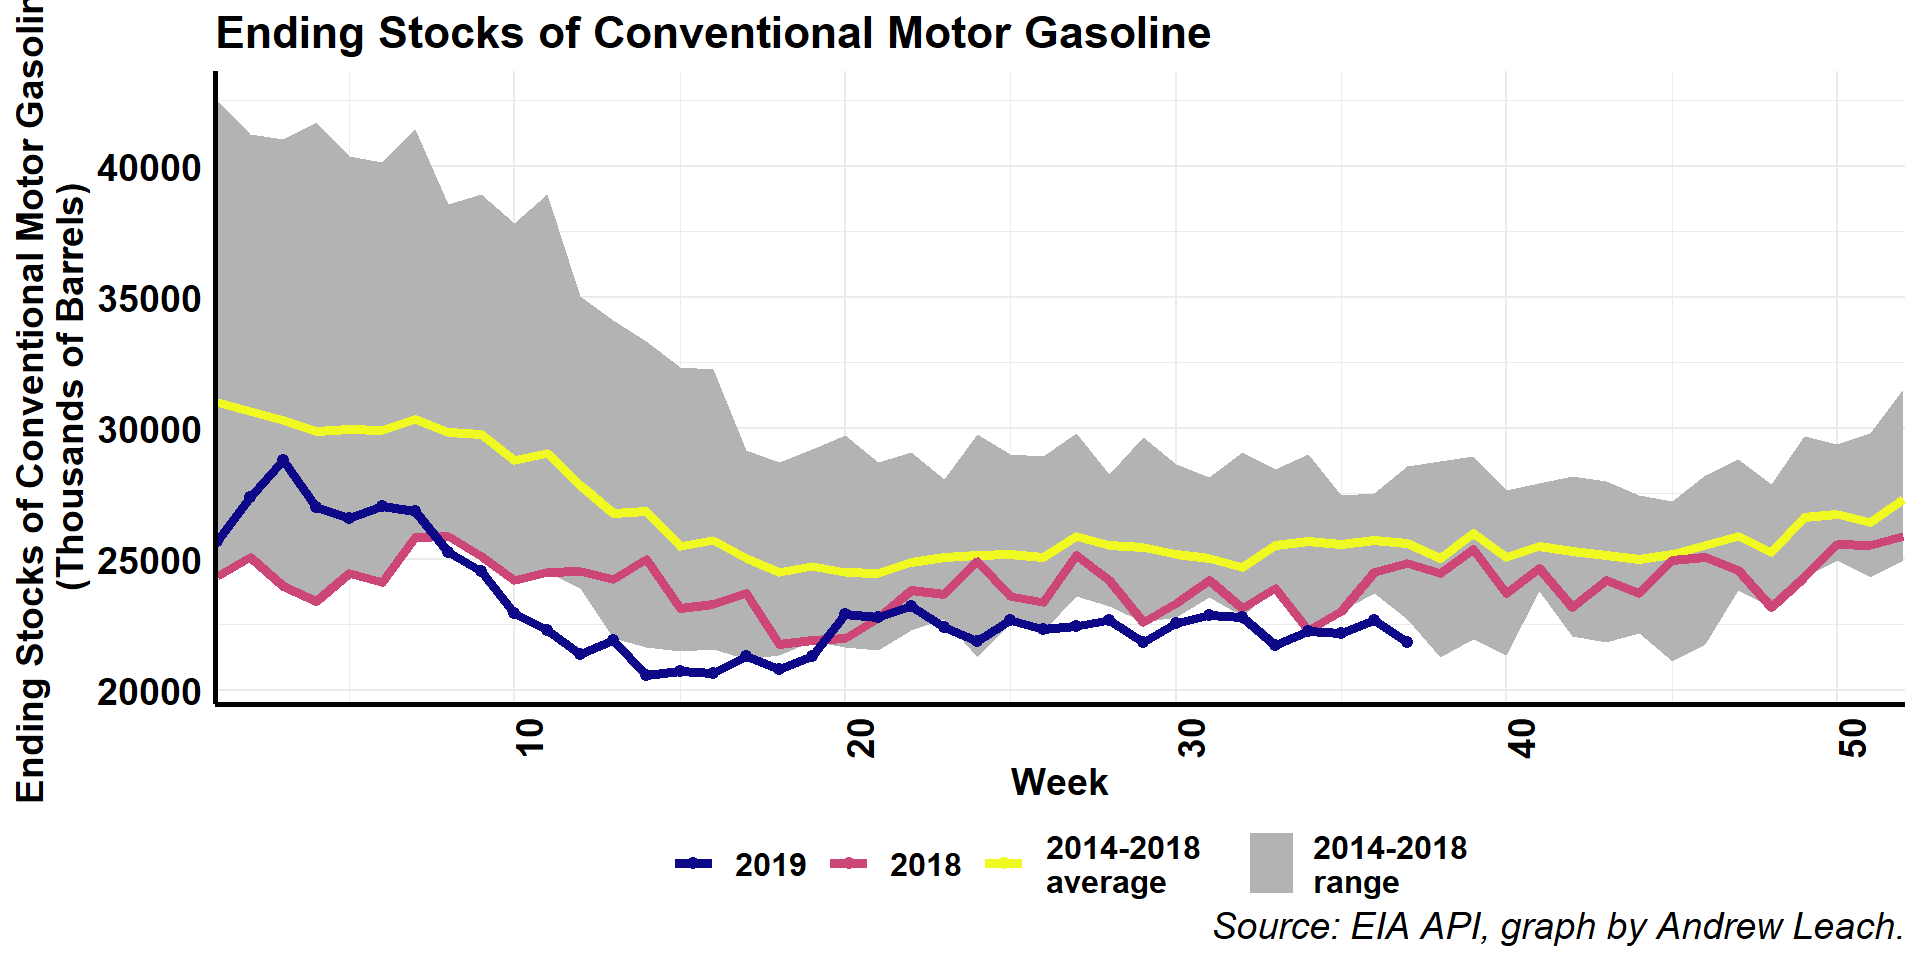 Ending Stocks of Conventional Motor Gasoline
Ending Stocks of Conventional Motor Gasolin
(Thousands of Barrels)
40000
35000
30000
25000
20000
10
20
30
40
50
Week
2019
2018
2014-2018
average
2014-2018
range
Source: EIA API, graph by Andrew Leach.